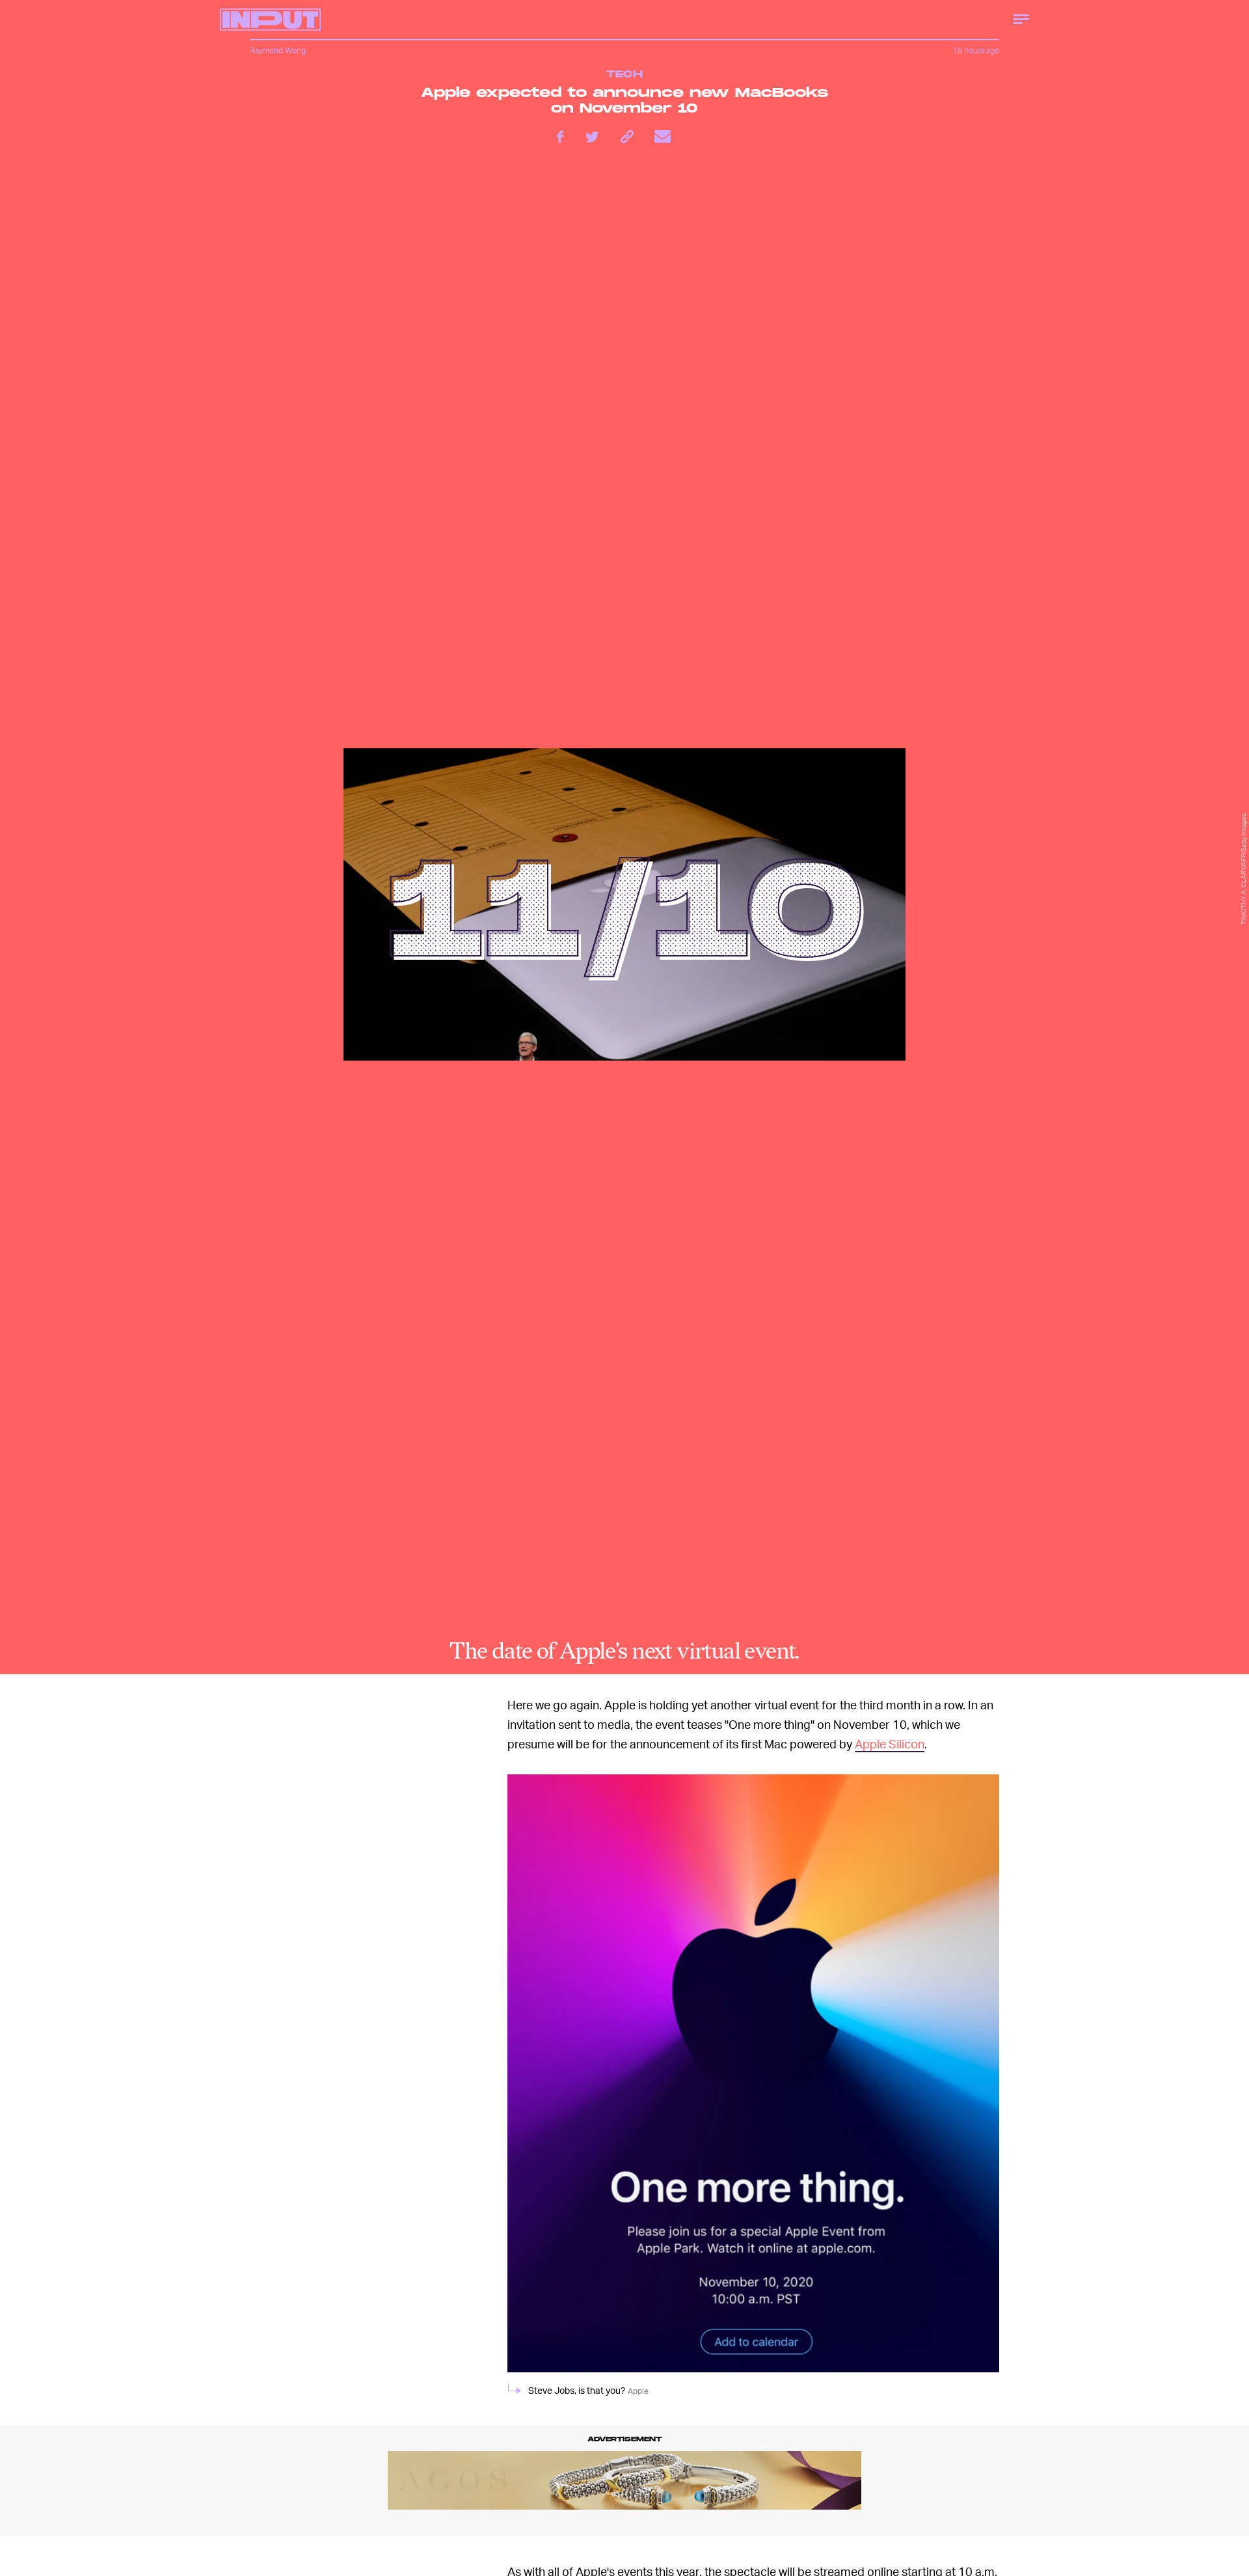 INPUT
Raymond Wong
19 hours ago
TECH
Apple expected to announce new MacBooks
on November 10
11/10
TIMOTHY A. CLARY/AFP/Getty Images
The date of Apple's next virtual event.
Here we go again. Apple is holding yet another virtual event for the third month in a row. In an
invitation sent to media, the event teases "One more thing" on November 10, which we
presume will be for the announcement of its first Mac powered by Apple Silicon.
One more thing.
Please join us for a special Apple Event from
Apple Park. Watch it online at apple.com.
November 10, 2020
10:00 a.m. PST
Add to calendar
Steve Jobs, is that you? Apple
ADVERTISEMENT
As with all of Apple's events this year, the spectacle will be streamed online starting at 10 a.m.